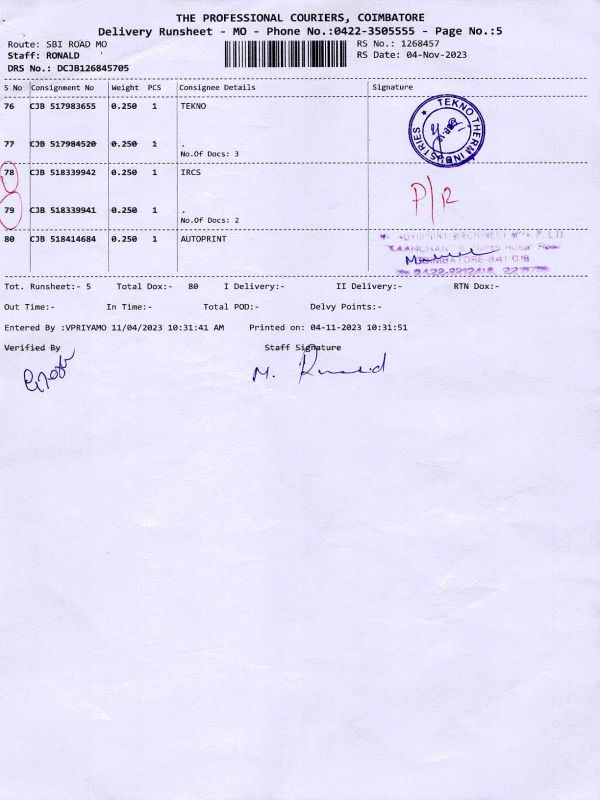 THE PROFESSIONAL COURIERS, COIMBATORE
Delivery Runsheet - MO - Phone No.:0422-3505555 - Page No.:5
Route: SBI ROAD MO RS No.: 1268457
Staff: RONALD RS Date: 04-Nov-2023
DRS No.: DCJB126845705
S No Consignment No Weight PCS Consignee Details Signature
76 CJB 517983655 0.250 1 TEKNO
TEKNO THERM INDUSTRIES
77 CJB 517984520 0.250 1 .
No.Of Docs: 3
78 CJB 518339942 0.250 1 IRCS
P/R
79 CJB 518339941 0.250 1 .
No.Of Docs: 2
80 CJB 518414684 0.250 1 AUTOPRINT
COIMBATORE-641 018
Tot. Runsheet:- 5 Total Dox:- 80 I Delivery:- II Delivery:- RTN Dox:-
Out Time:- In Time:- Total POD:- Delvy Points:-
Entered By :VPRIYAMO 11/04/2023 10:31:41 AM Printed on: 04-11-2023 10:31:51
Verified By Staff Signature
M. Ronald